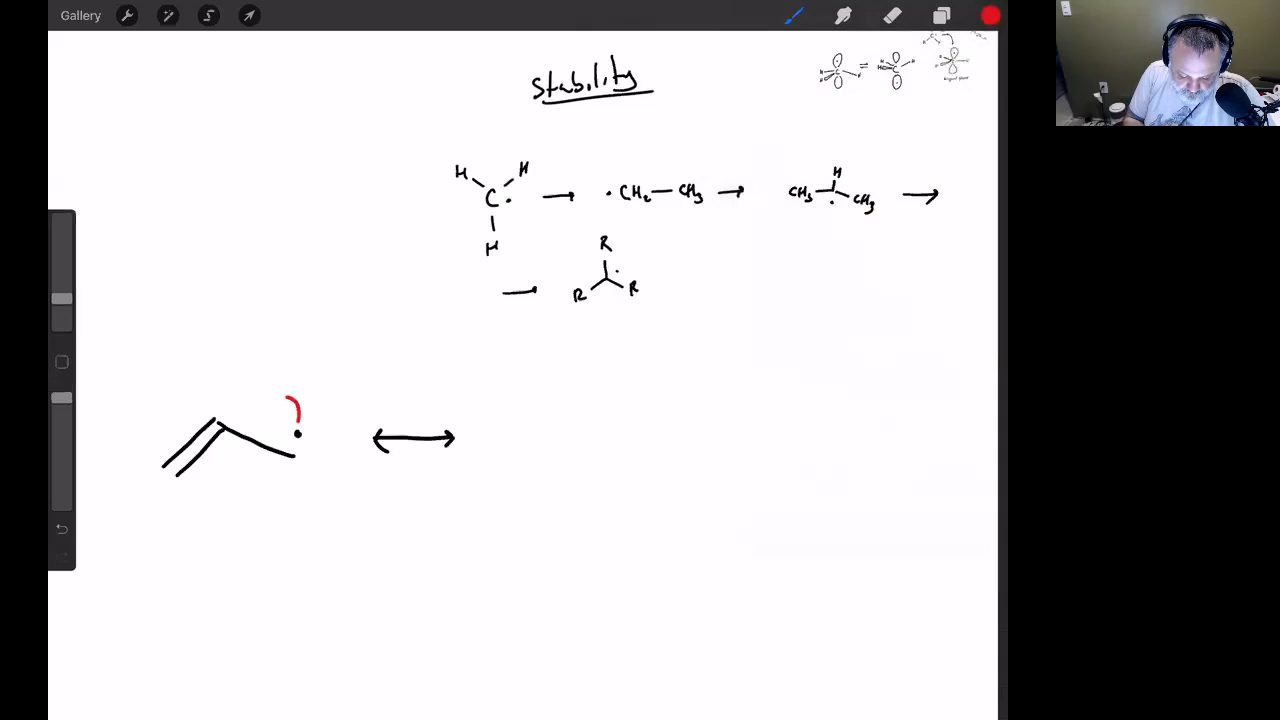 Gallery
stability
H H
C· → ·CH₂—CH₃ → CH₃ H CH₃ · →
H
→ R · R R